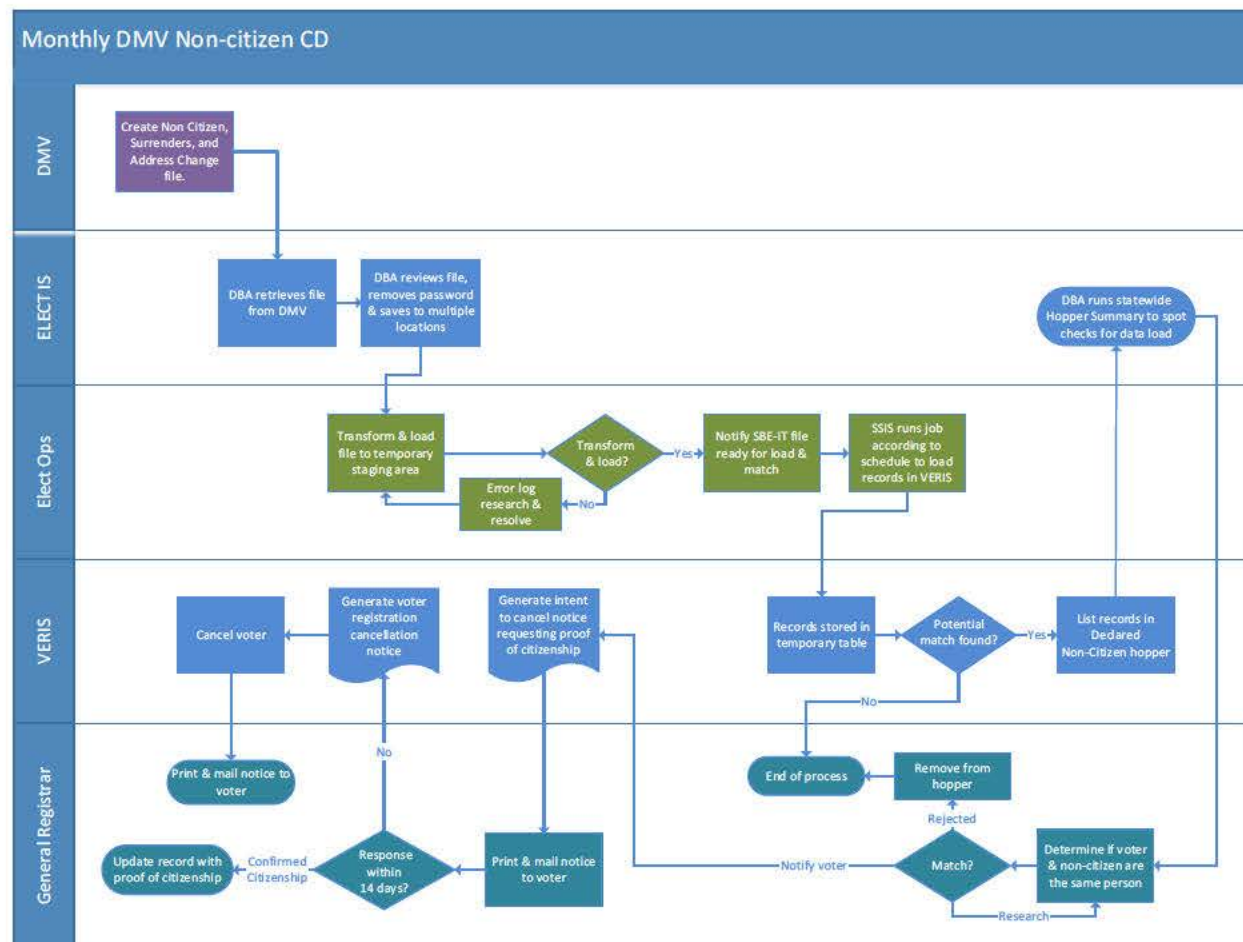 Monthly DMV Non-citizen CD
DMV
Create Non Citizen,
Surrenders, and
Address Change
file.
ELECT IS
DBA retrieves file
from DMV
DBA reviews file,
removes password
& saves to multiple
locations
DBA runs statewide
Hopper Summary to spot
checks for data load
Elect Ops
Transform & load
file to temporary
staging area
Transform
& load?
Yes
Notify SBE-IT file
ready for load &
match
SSIS runs job
according to
schedule to load
records in VERIS
Error log
research &
resolve
No
VERIS
Cancel voter
Generate voter
registration
cancellation
notice
Generate intent
to cancel notice
requesting proof
of citizenship
Records stored in
temporary table
Potential
match found?
Yes
List records in
Declared
Non-Citizen hopper
No
General Registrar
Print & mail notice to
voter
No
End of process
Remove from
hopper
Rejected
Update record with
proof of citizenship
Confirmed
Citizenship
Response
within
14 days?
Print & mail notice
to voter
Notify voter
Match?
Determine if voter
& non-citizen are
the same person
Research